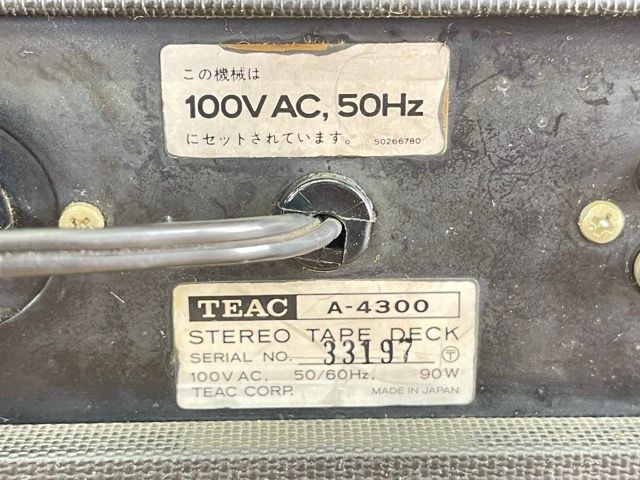 この機械は
100V AC, 50Hz
にセットされています。 50266780
TEAC A-4300
STEREO TAPE DECK
SERIAL NO. 33197 〒
100V AC, 50/60Hz, 90W
TEAC CORP. MADE IN JAPAN